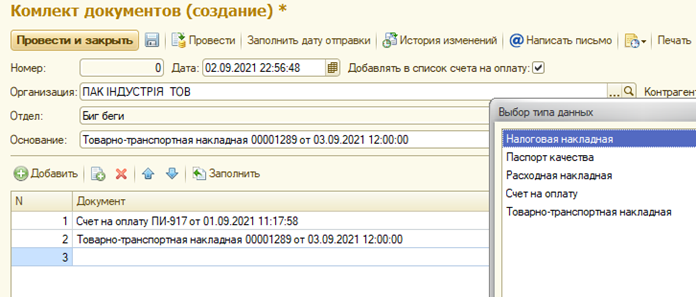 Комлект документов (создание) *
Провести и закрыть Провести Заполнить дату отправки История изменений Написать письмо Печать
Номер: 0 Дата: 02.09.2021 22:56:48 Добавлять в список счета на оплату:
Организация: ПАК ІНДУСТРІЯ ТОВ ... Контрагент
Отдел: Биг беги
Основание: Товарно-транспортная накладная 00001289 от 03.09.2021 12:00:00
Добавить Заполнить
N Документ
1 Счет на оплату ПИ-917 от 01.09.2021 11:17:58
2 Товарно-транспортная накладная 00001289 от 03.09.2021 12:00:00
3
Выбор типа данных
Налоговая накладная
Паспорт качества
Расходная накладная
Счет на оплату
Товарно-транспортная накладная